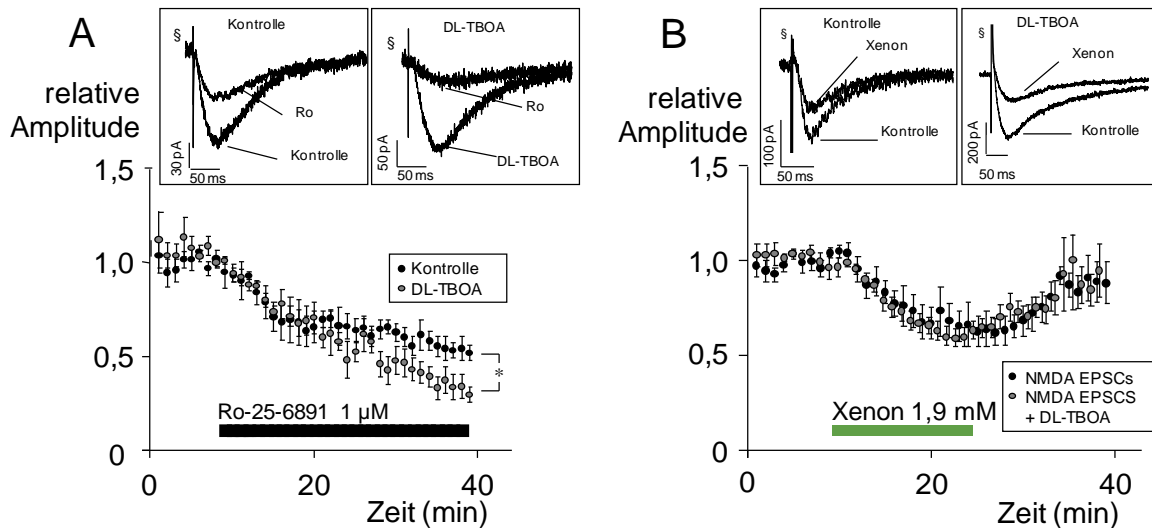 A
relative
Amplitude
Kontrolle
§
Ro
Kontrolle
30 pA
50 ms
DL-TBOA
§
Ro
DL-TBOA
50 pA
50 ms
1,5
1,0
0,5
0
Kontrolle
DL-TBOA
*
Ro-25-6891 1 µM
0
20
40
Zeit (min)
B
relative
Amplitude
Kontrolle
§
Xenon
Kontrolle
100 pA
50 ms
DL-TBOA
§
Xenon
Kontrolle
200 pA
50 ms
1,5
1,0
0,5
0
Xenon 1,9 mM
NMDA EPSCs
NMDA EPSCS
+ DL-TBOA
0
20
40
Zeit (min)